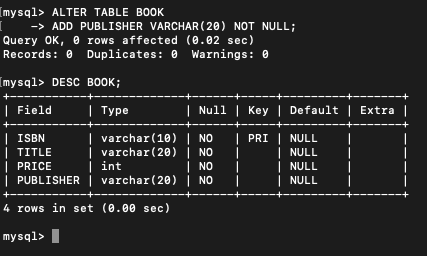 mysql> ALTER TABLE BOOK
    -> ADD PUBLISHER VARCHAR(20) NOT NULL;
Query OK, 0 rows affected (0.02 sec)
Records: 0  Duplicates: 0  Warnings: 0

mysql> DESC BOOK;
+-----------+-------------+------+-----+---------+-------+
| Field     | Type        | Null | Key | Default | Extra |
+-----------+-------------+------+-----+---------+-------+
| ISBN      | varchar(10) | NO   | PRI | NULL    |       |
| TITLE     | varchar(20) | NO   |     | NULL    |       |
| PRICE     | int         | NO   |     | NULL    |       |
| PUBLISHER | varchar(20) | NO   |     | NULL    |       |
+-----------+-------------+------+-----+---------+-------+
4 rows in set (0.00 sec)

mysql>